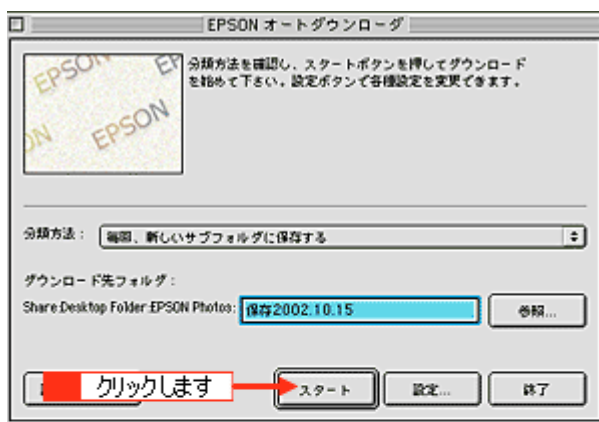 EPSON オートダウンローダ
EPSON
EPSON
EPSON
分類方法を確認し、スタートボタンを押してダウンロード
を始めて下さい。設定ボタンで各種設定を変更できます。
分類方法：
毎回、新しいサブフォルダに保存する
ダウンロード先フォルダ：
Share:Desktop Folder:EPSON Photos:
保存2002.10.15
参照...
クリックします
スタート
設定...
終了